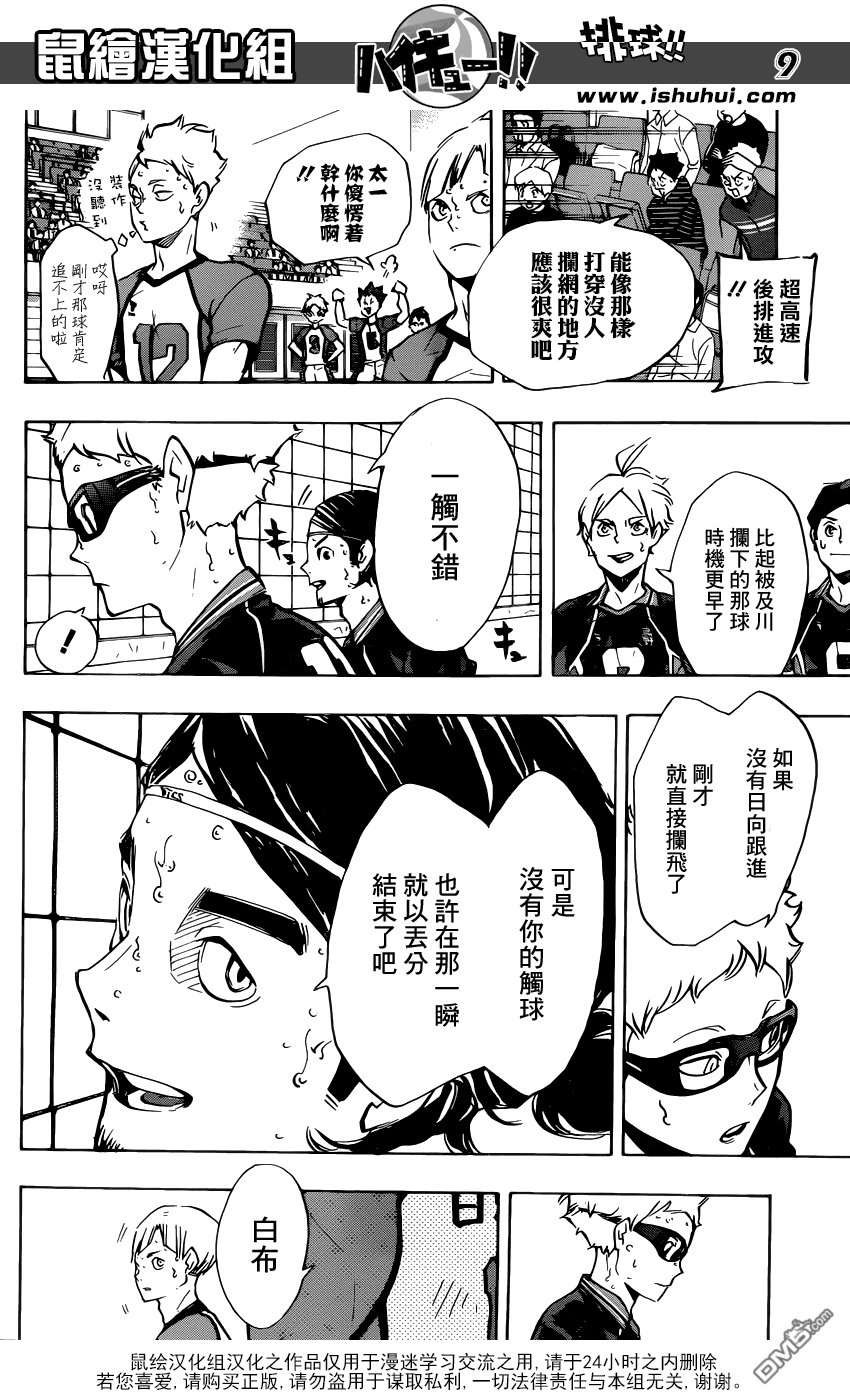 鼠繪漢化組
ハイキュー!!
排球!!
9
www.ishuhui.com
超高速
後排進攻
!!
能像那樣
打穿沒人
攔網的地方
應該很爽吧
太一
你傻愣著
幹什麼啊
!!
裝作
沒聽到
哎呀
剛才那球肯定
追不上的啦
12
比起被及川
攔下的那球
時機更早了
一觸不錯
キュ
キュ
!
如果
沒有日向跟進
剛才
就直接攔飛了
可是
沒有你的觸球
也許在那一瞬
就以丟分
結束了吧
白布
鼠绘汉化组汉化之作品仅用于漫迷学习交流之用,请于24小时之内删除
若您喜爱,请购买正版,请勿盗用于谋取私利,一切法律责任与本组无关,谢谢.
DM5.com